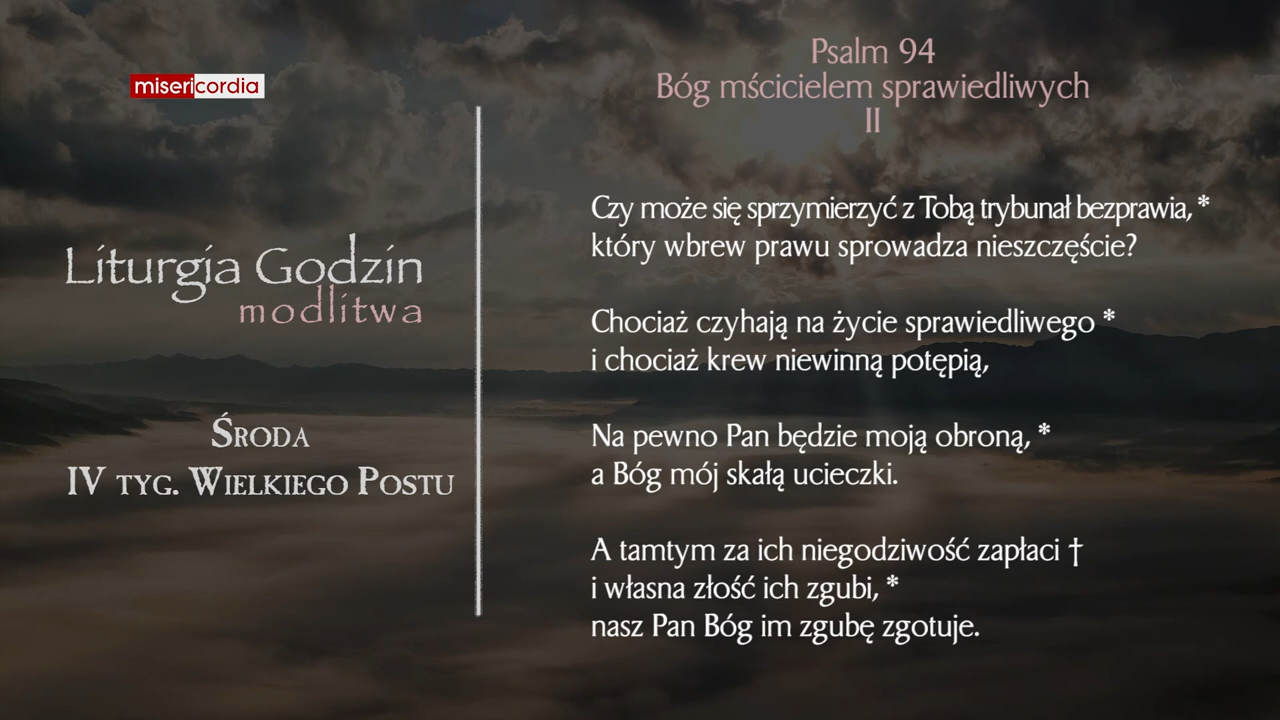 misericordia
Liturgia Godzin
modlitwa
Środa
IV tyg. Wielkiego Postu
Psalm 94
Bóg mścicielem sprawiedliwych
II
Czy może się sprzymierzyć z Tobą trybunał bezprawia, *
który wbrew prawu sprowadza nieszczęście?
Chociaż czyhają na życie sprawiedliwego *
i chociaż krew niewinną potępią,
Na pewno Pan będzie moją obroną, *
a Bóg mój skałą ucieczki.
A tamtym za ich niegodziwość zapłaci †
i własna złość ich zgubi, *
nasz Pan Bóg im zgubę zgotuje.